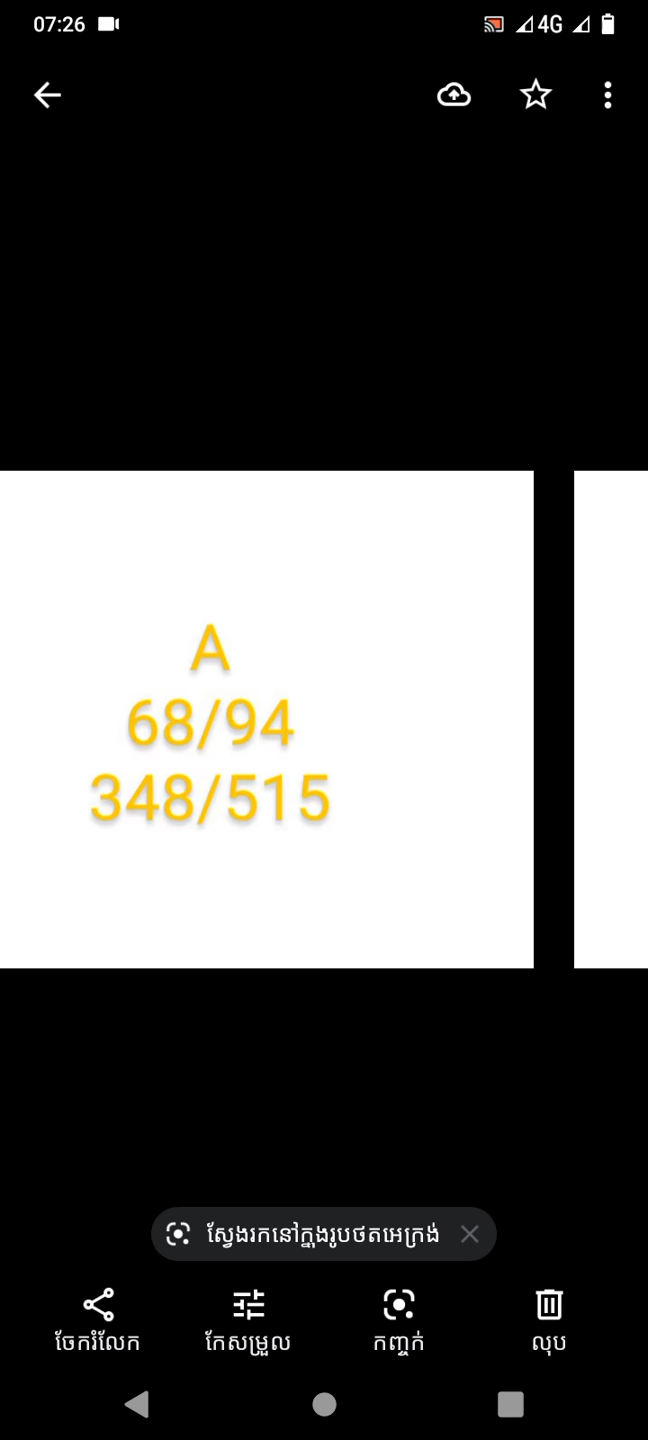 07:26
4G
A
68/94
348/515
ស្វែងរកនៅក្នុងរូបថតអេក្រង់
ចែករំលែក
កែសម្រួល
កញ្ចក់
លុប